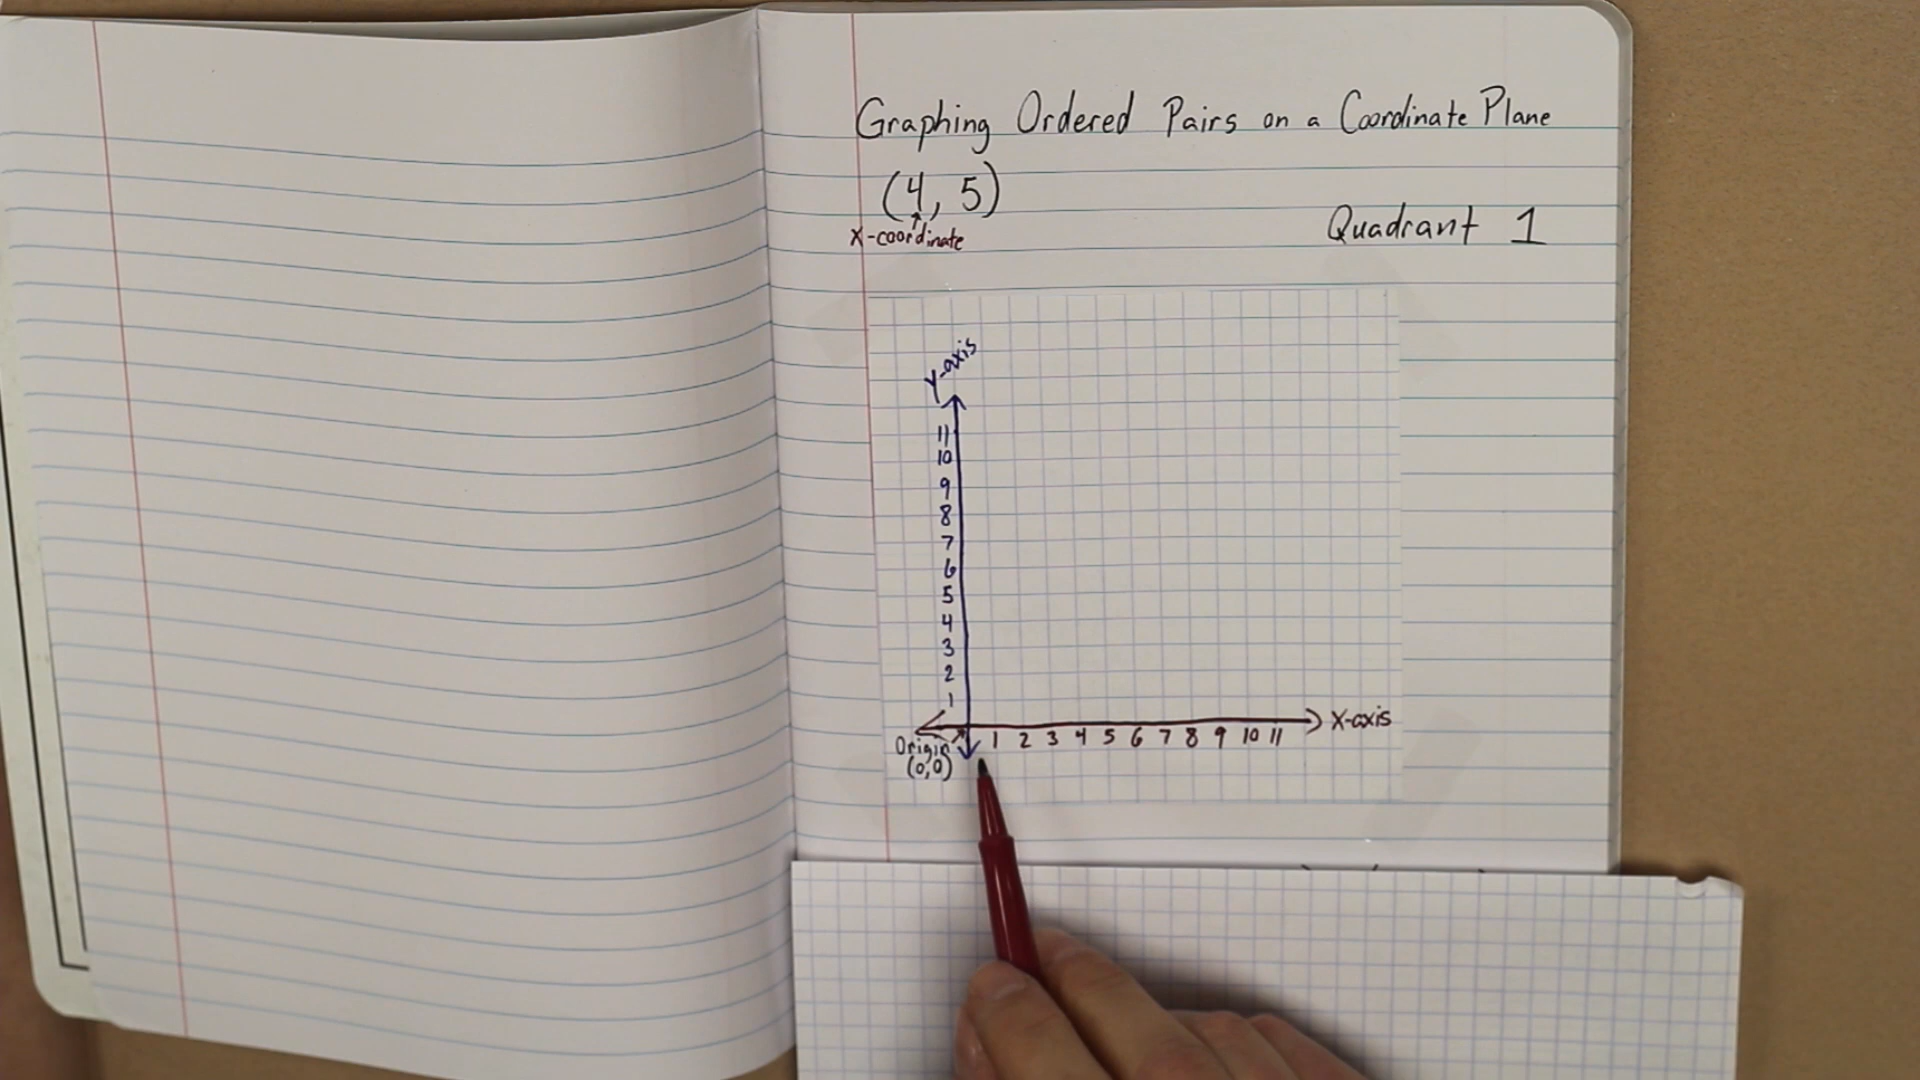 Graphing Ordered Pairs on a Coordinate Plane
(4, 5)
X-coordinate
Quadrant 1
Y-axis
11
10
9
8
7
6
5
4
3
2
1
X-axis
1 2 3 4 5 6 7 8 9 10 11
Origin
(0,0)